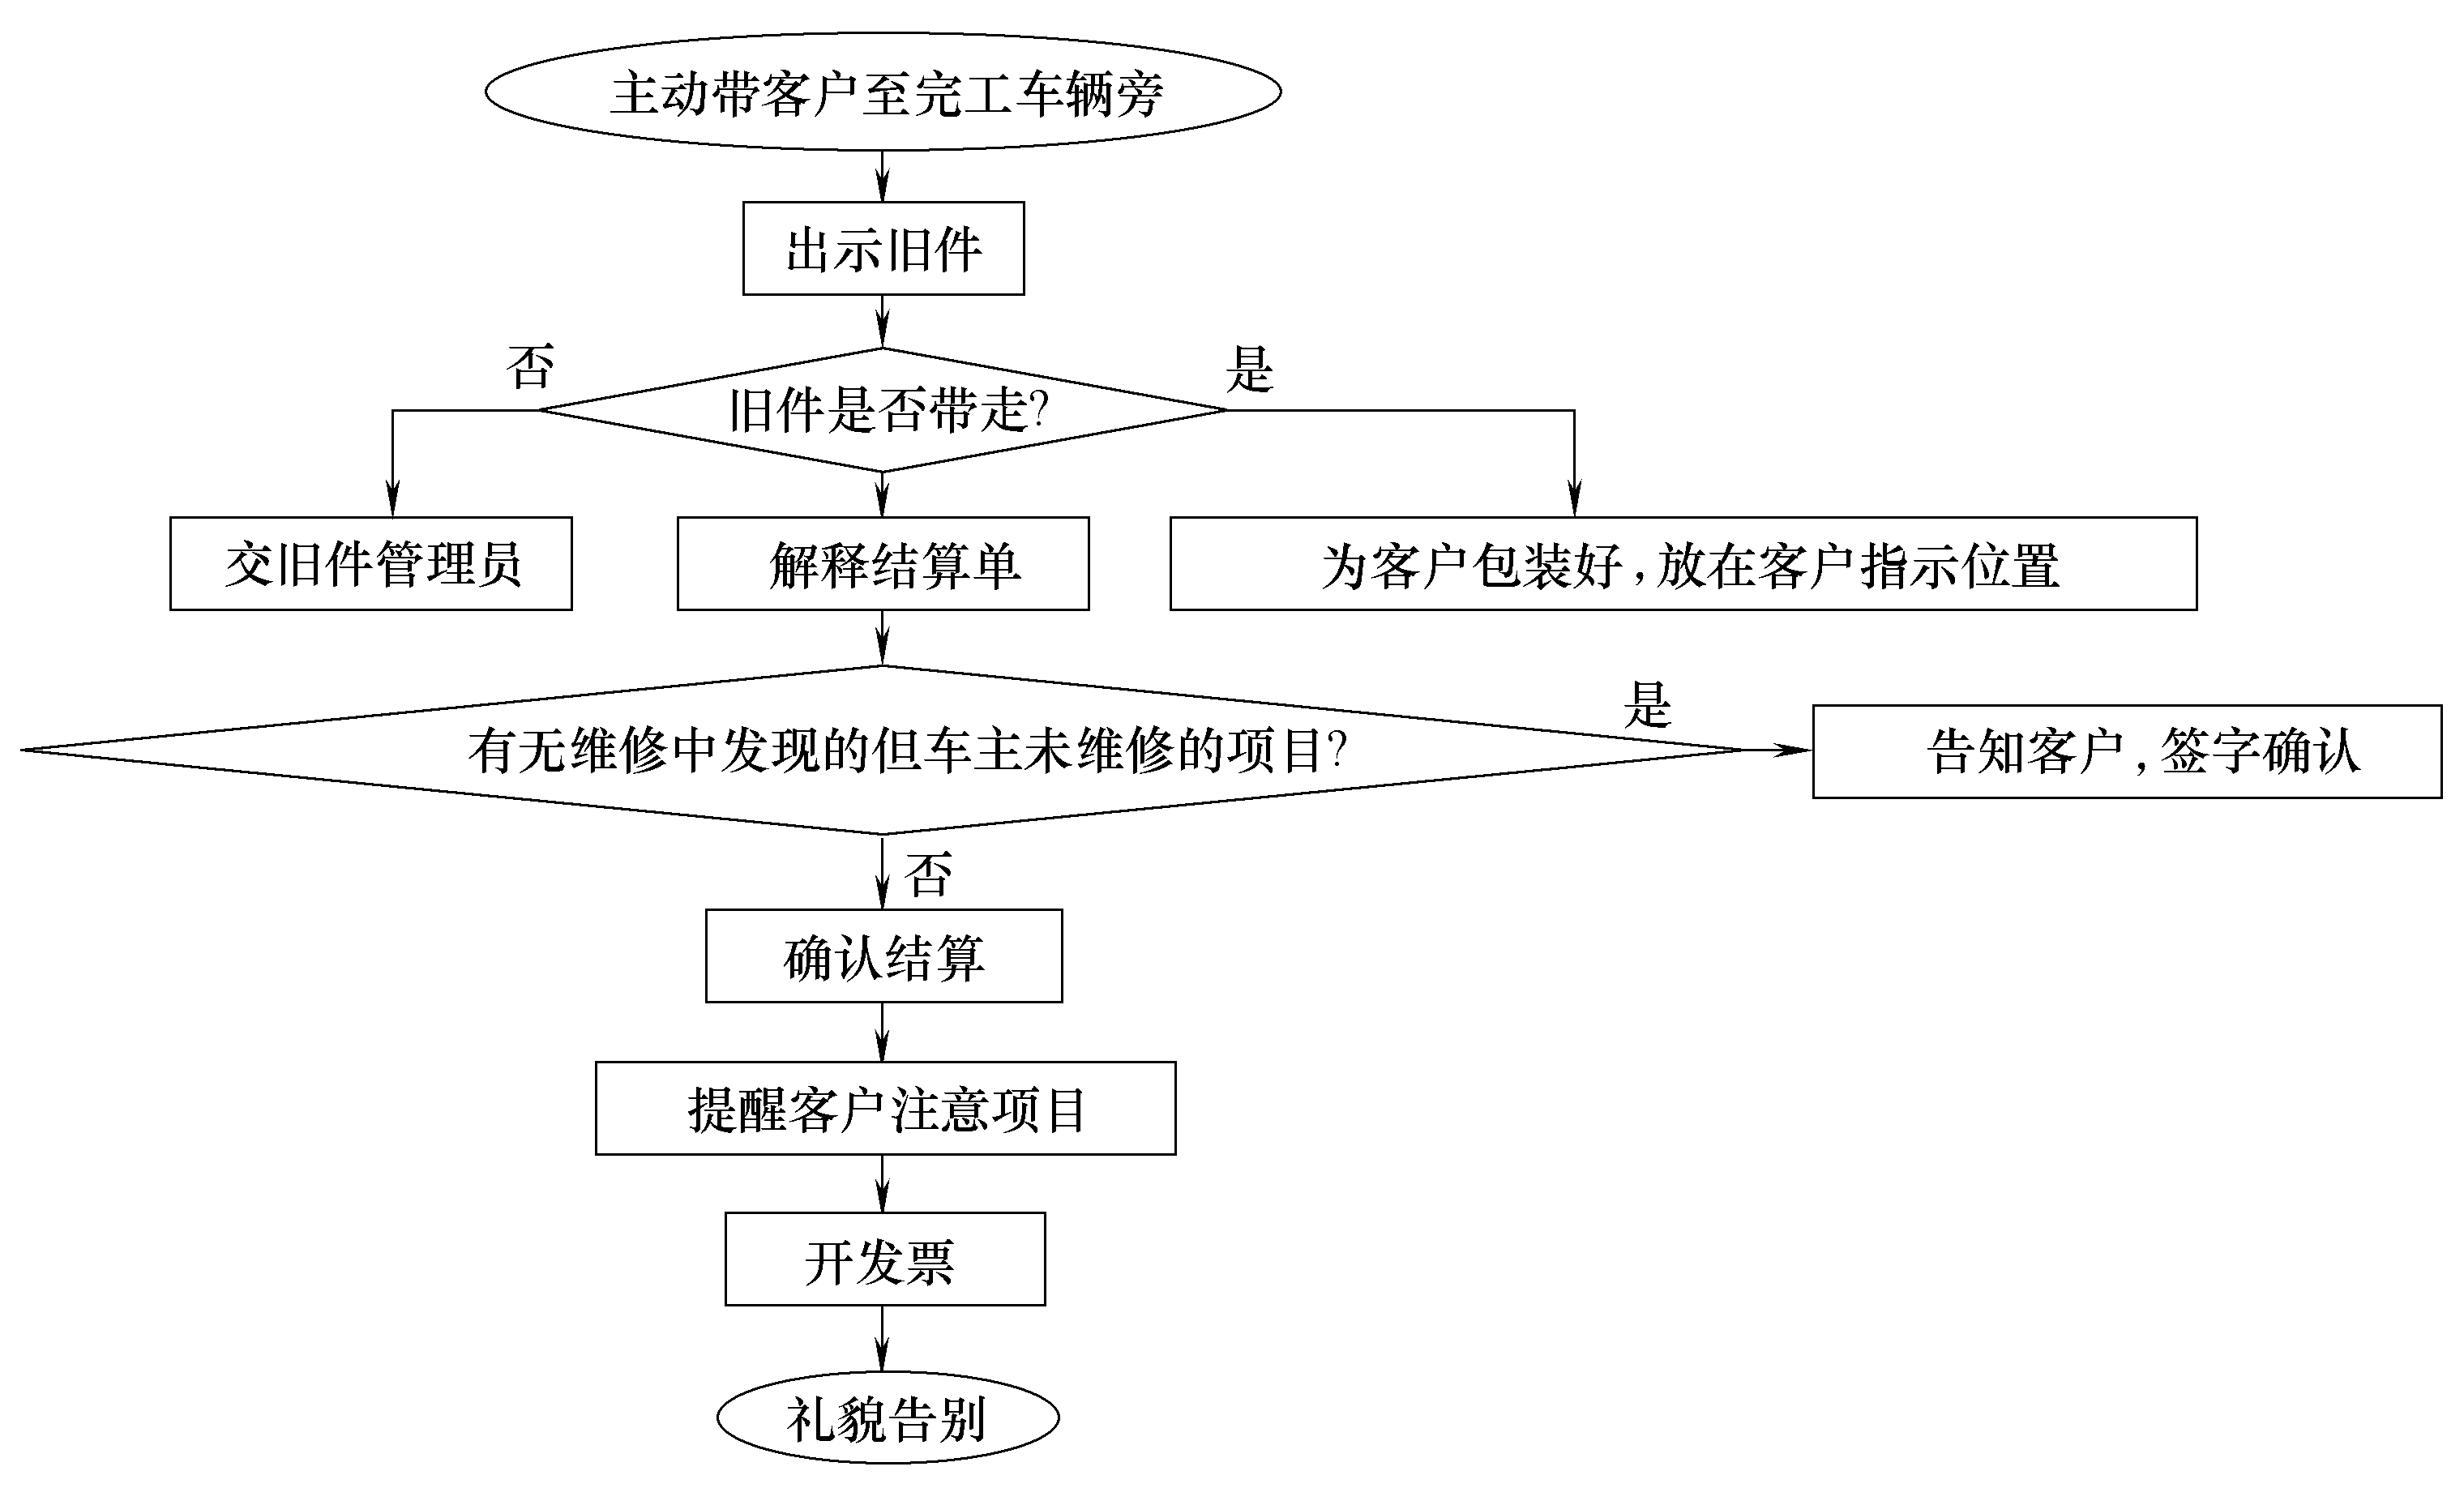 主动带客户至完工车辆旁
出示旧件
否
是
旧件是否带走?
交旧件管理员
解释结算单
为客户包装好,放在客户指示位置
是
有无维修中发现的但车主未维修的项目?
告知客户,签字确认
否
确认结算
提醒客户注意项目
开发票
礼貌告别